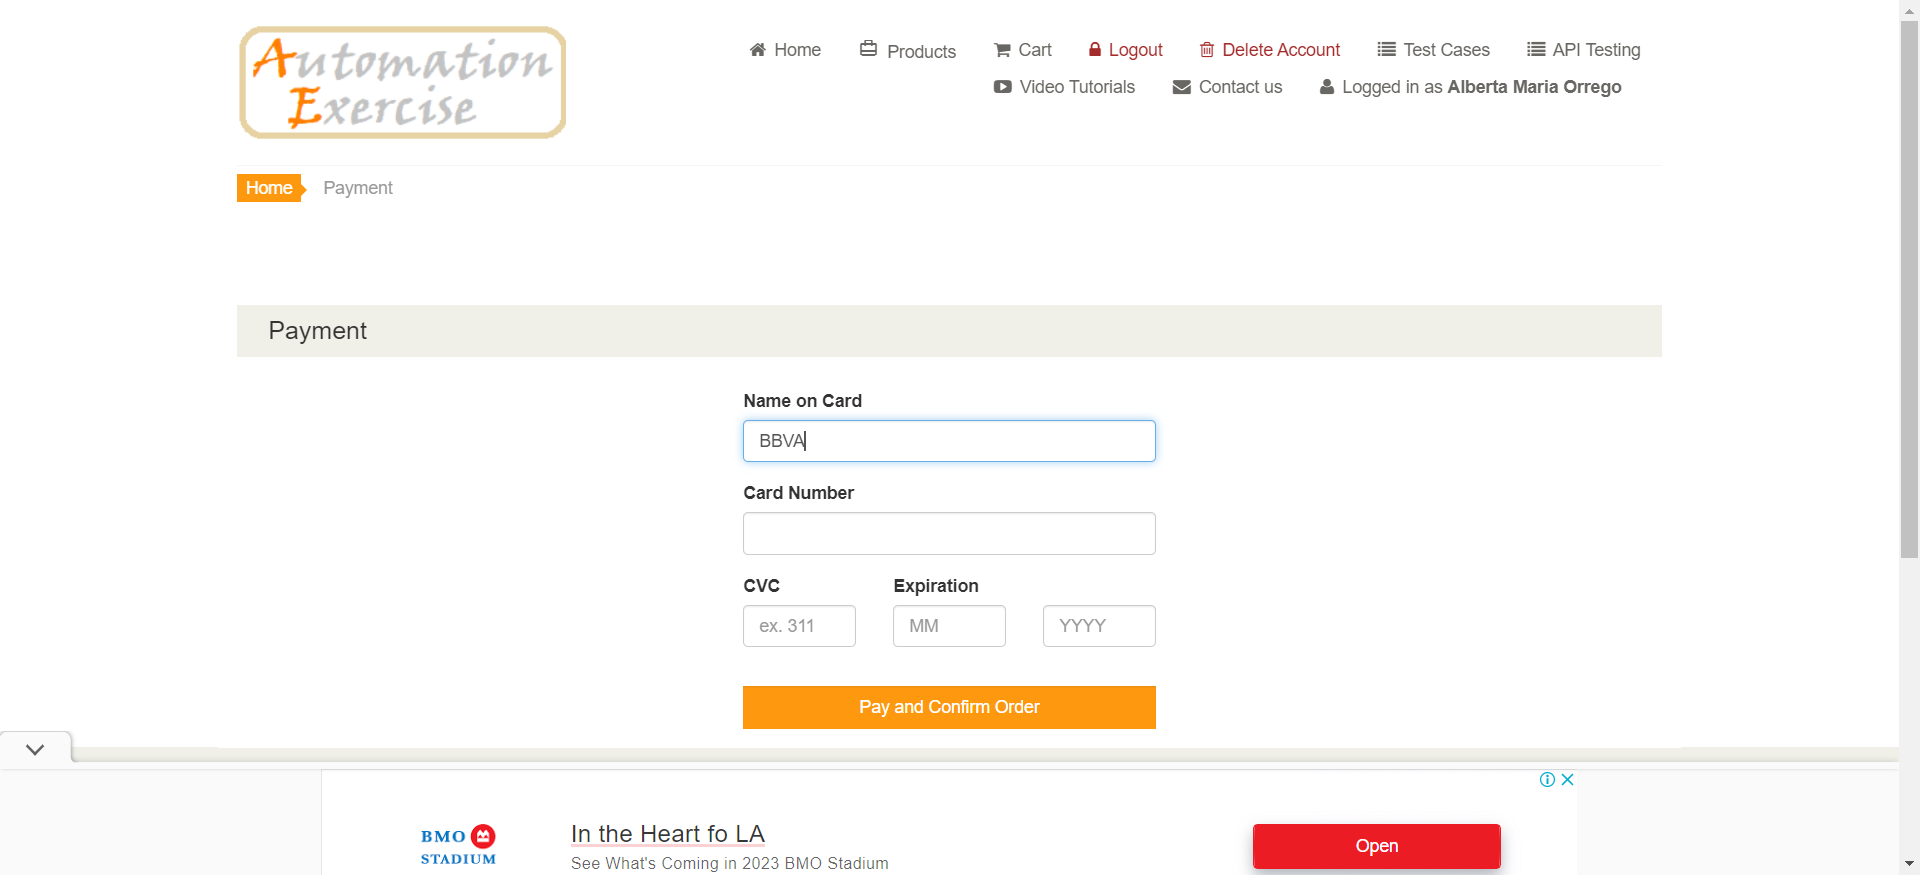 Automation
Exercise
Home
Products
Cart
Logout
Delete Account
Test Cases
API Testing
Video Tutorials
Contact us
Logged in as Alberta Maria Orrego
Home
Payment
Payment
Name on Card
BBVA
Card Number
CVC
Expiration
ex. 311
MM
YYYY
Pay and Confirm Order
BMO
STADIUM
In the Heart fo LA
See What's Coming in 2023 BMO Stadium
Open